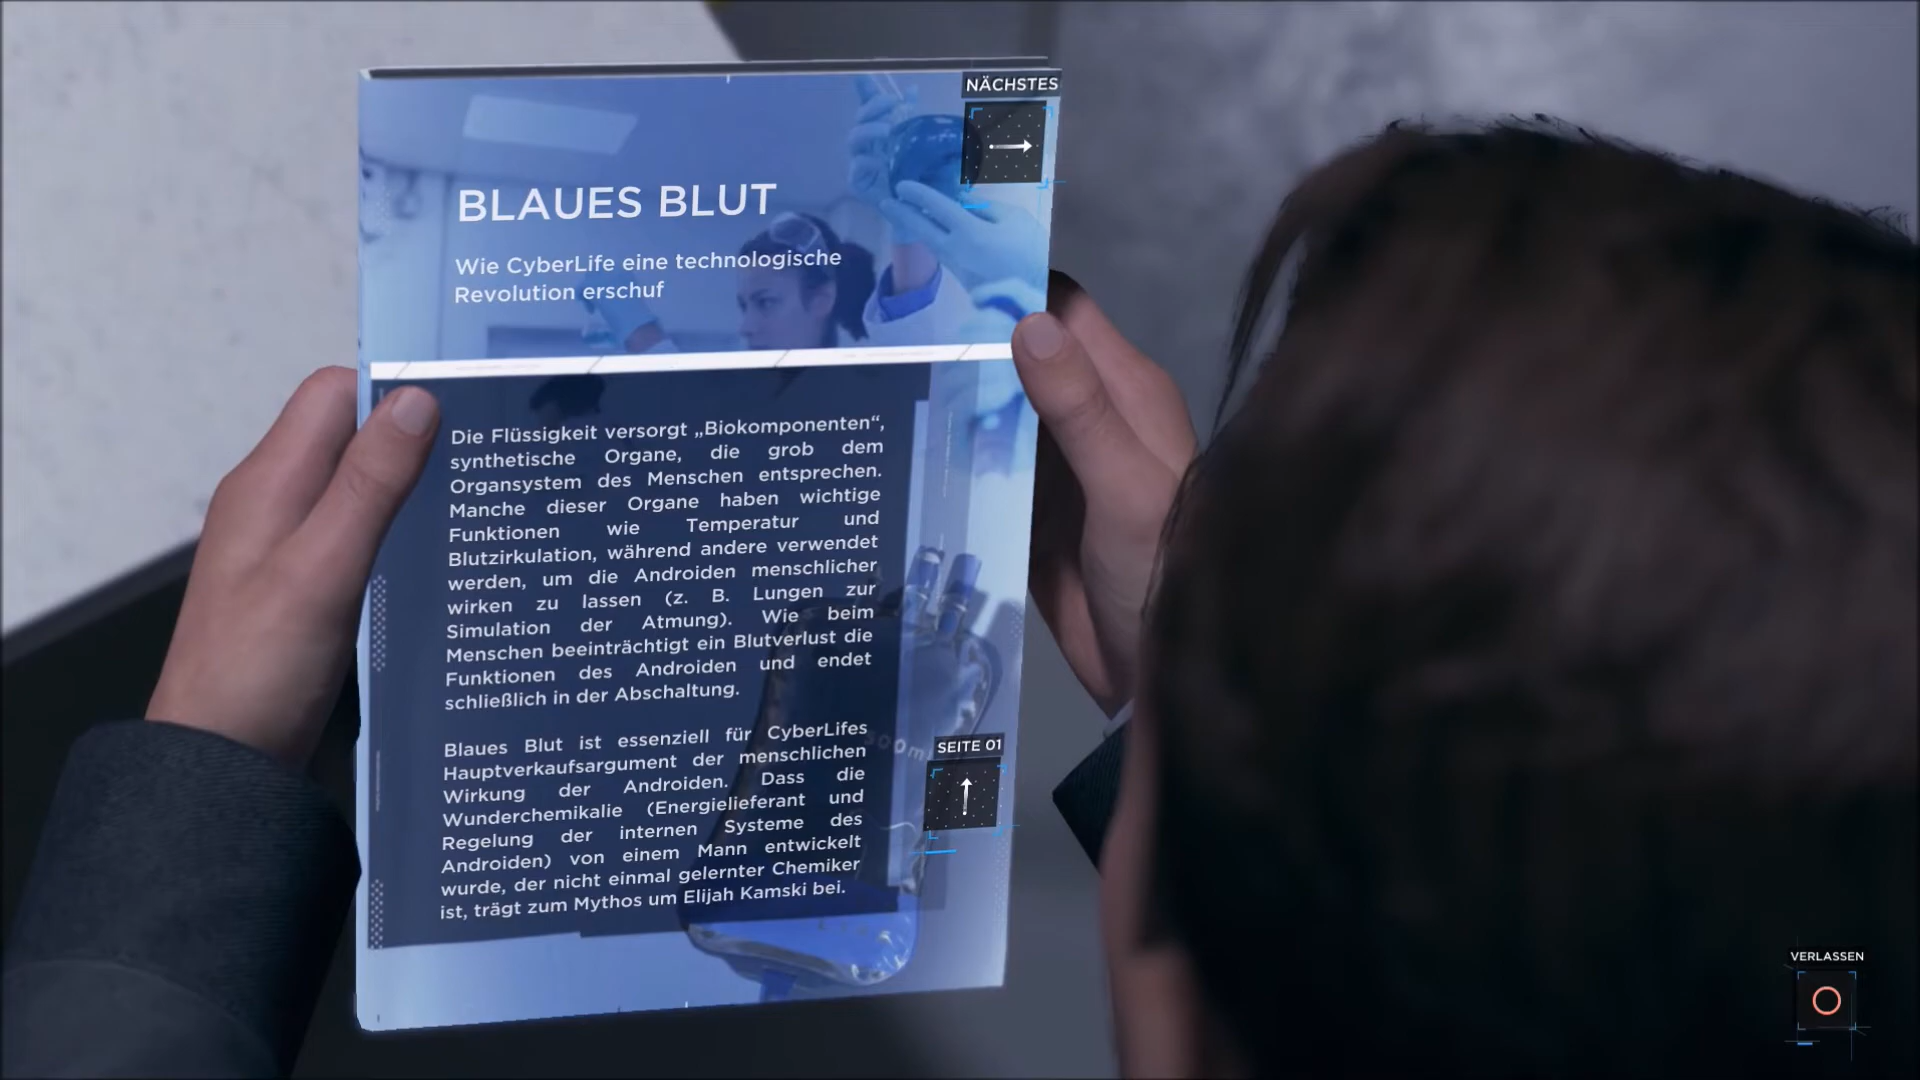 NÄCHSTES
BLAUES BLUT
Wie CyberLife eine technologische
Revolution erschuf
Die Flüssigkeit versorgt „Biokomponenten“,
synthetische Organe, die grob dem
Organsystem des Menschen entsprechen.
Manche dieser Organe haben wichtige
Funktionen wie Temperatur und
Blutzirkulation, während andere verwendet
werden, um die Androiden menschlicher
wirken zu lassen (z. B. Lungen zur
Simulation der Atmung). Wie beim
Menschen beeinträchtigt ein Blutverlust die
Funktionen des Androiden und endet
schließlich in der Abschaltung.
Blaues Blut ist essenziell für CyberLifes
Hauptverkaufsargument der menschlichen
Wirkung der Androiden. Dass die
Wunderchemikalie (Energielieferant und
Regelung der internen Systeme des
Androiden) von einem Mann entwickelt
wurde, der nicht einmal gelernter Chemiker
ist, trägt zum Mythos um Elijah Kamski bei.
SEITE 01
VERLASSEN